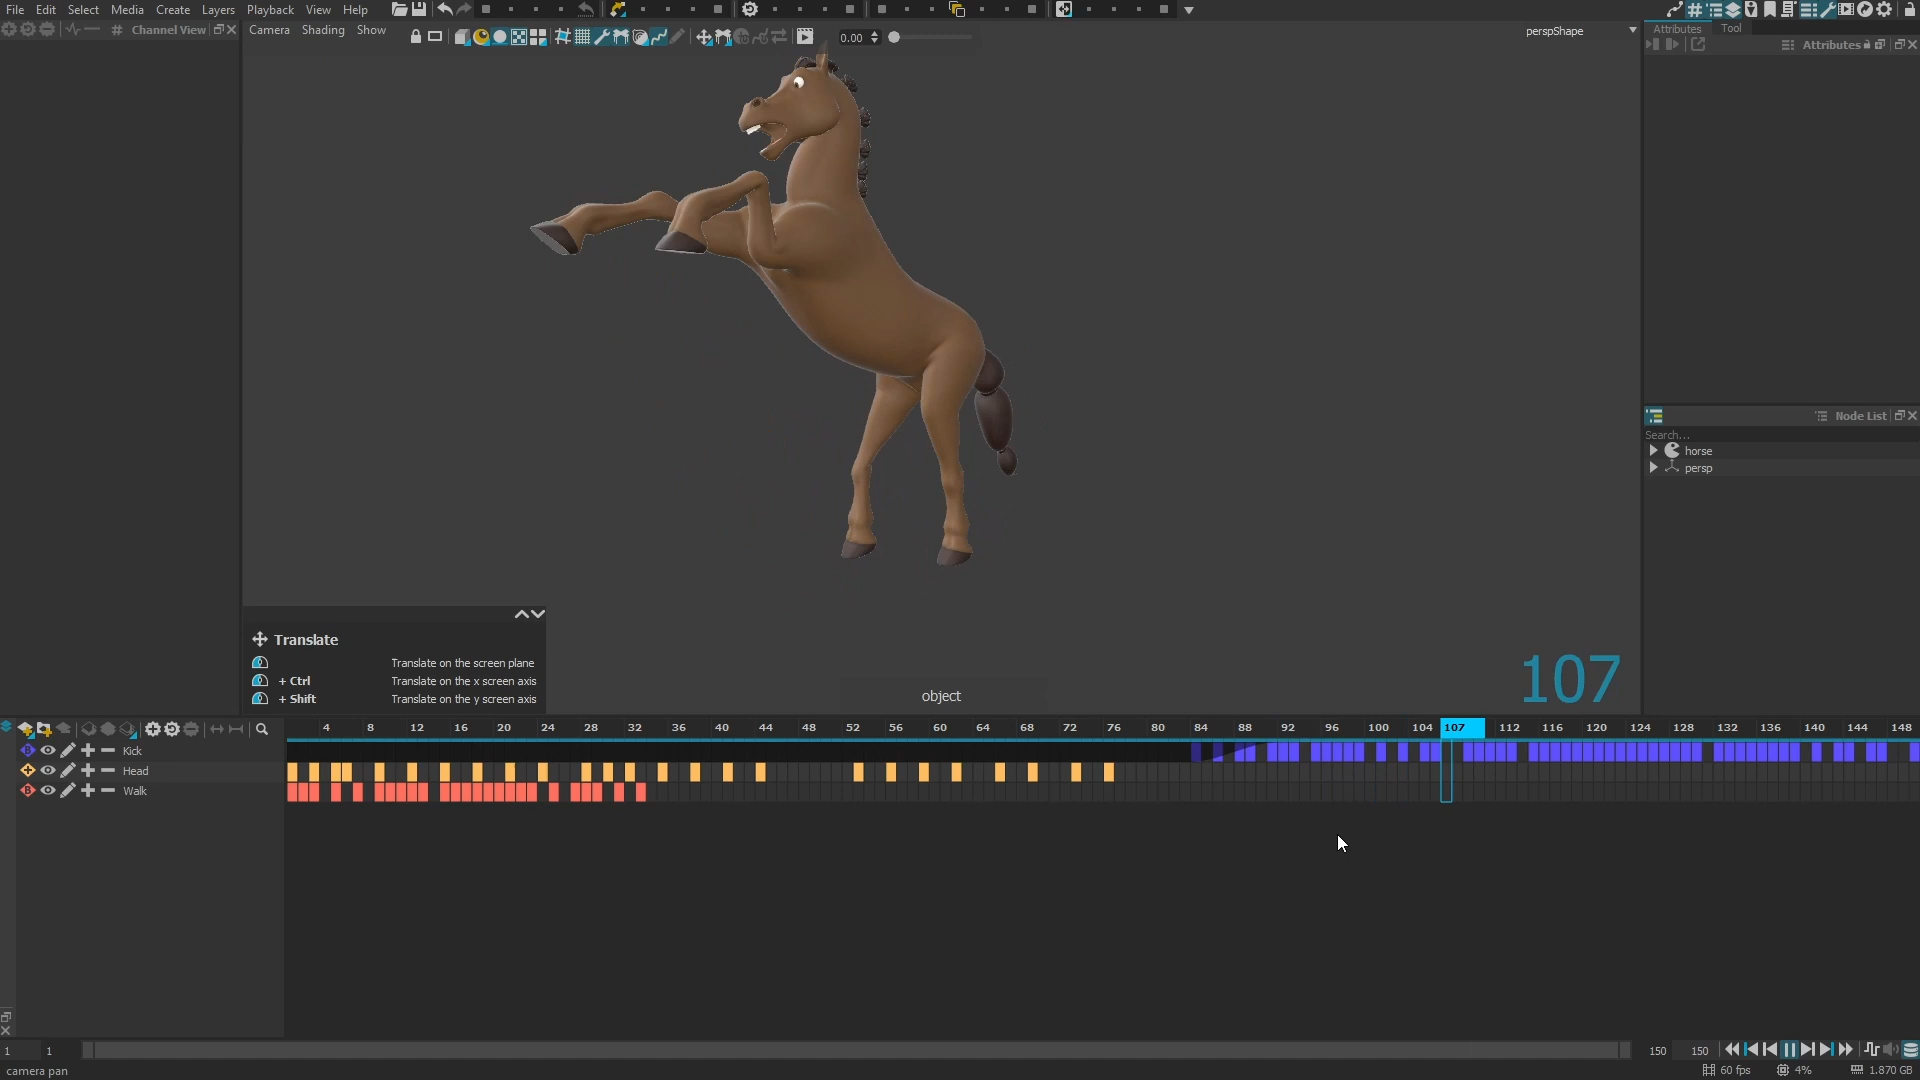 File Edit Select Media Create Layers Playback View Help
Channel View
Camera Shading Show
0.00
perspShape
Attributes Tool
Attributes
Node List
Search...
horse
persp
Translate
Translate on the screen plane
+ Ctrl Translate on the x screen axis
+ Shift Translate on the y screen axis
object
107
4 8 12 16 20 24 28 32 36 40 44 48 52 56 60 64 68 72 76 80 84 88 92 96 100 104 107 112 116 120 124 128 132 136 140 144 148
Kick
Head
Walk
1 1 150 150
camera pan 60 fps 4% 1.870 GB